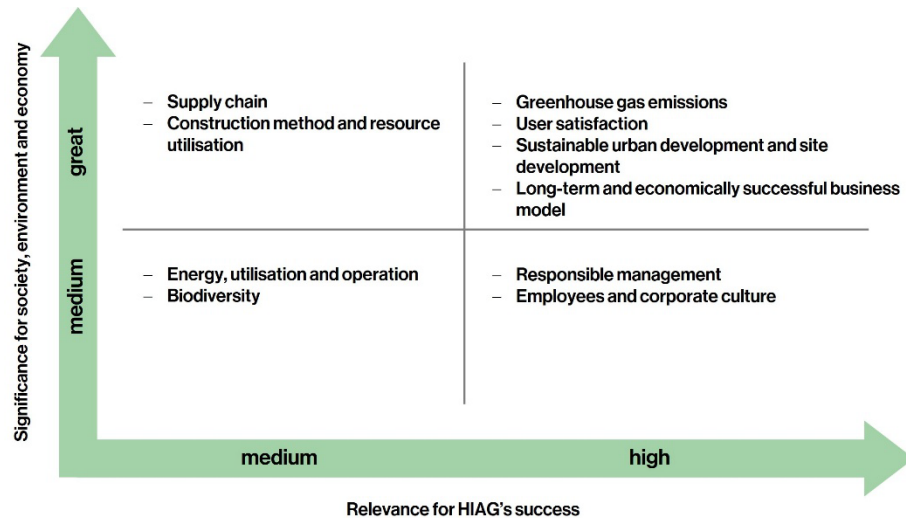 Significance for society, environment and economy
great
medium
– Supply chain
– Construction method and resource
utilisation
– Greenhouse gas emissions
– User satisfaction
– Sustainable urban development and site
development
– Long-term and economically successful business
model
– Energy, utilisation and operation
– Biodiversity
– Responsible management
– Employees and corporate culture
medium
high
Relevance for HIAG's success